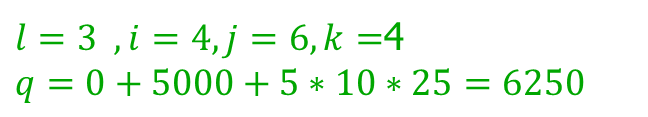 l = 3 ,i = 4,j = 6,k =4
q = 0 + 5000 + 5 * 10 * 25 = 6250